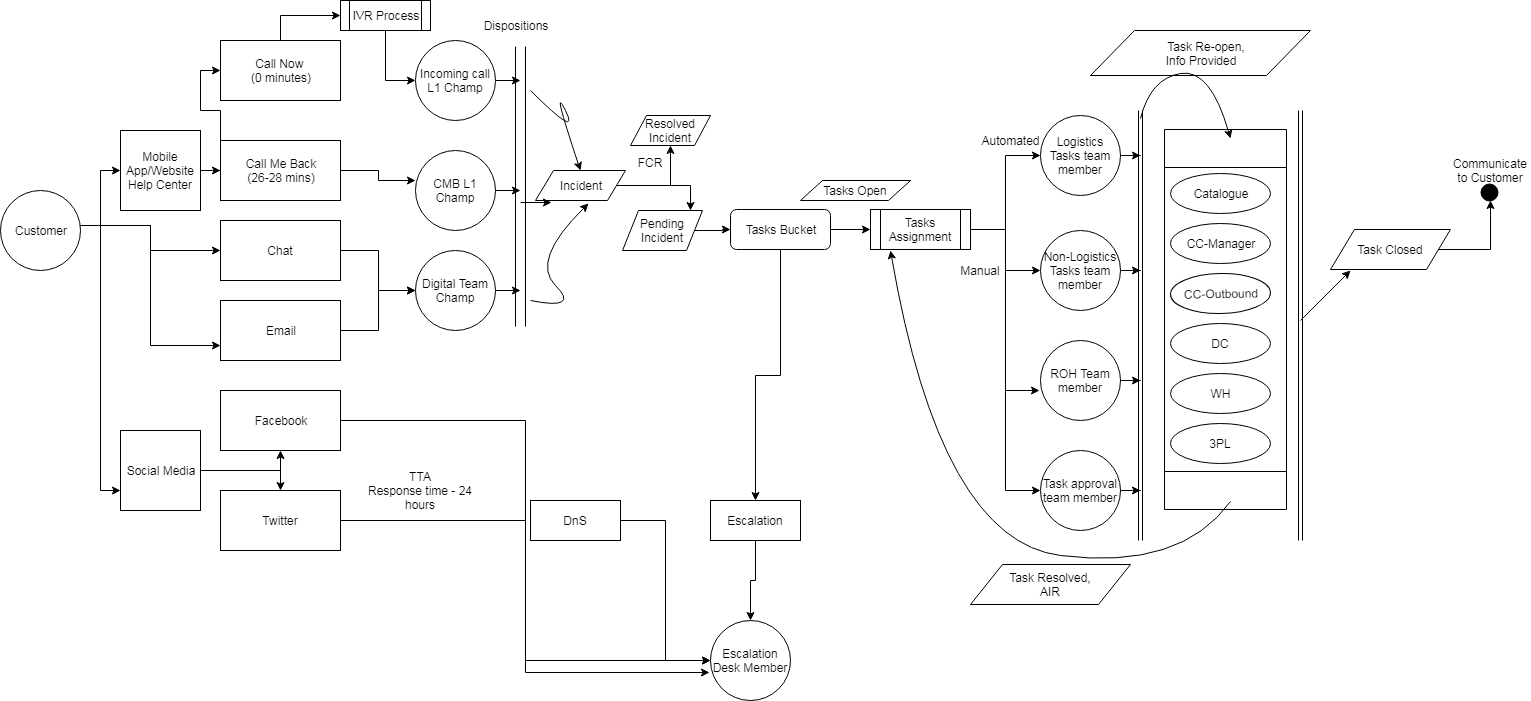 IVR Process
Dispositions
Call Now
(0 minutes)
Incoming call
L1 Champ
Task Re-open,
Info Provided
Resolved
Incident
FCR
Automated
Logistics
Tasks team
member
Mobile
App/Website
Help Center
Call Me Back
(26-28 mins)
CMB L1
Champ
Incident
Tasks Open
Catalogue
Communicate
to Customer
Customer
Chat
Pending
Incident
Tasks Bucket
Tasks
Assignment
Manual
Non-Logistics
Tasks team
member
CC-Manager
Task Closed
Digital Team
Champ
CC-Outbound
Email
DC
ROH Team
member
WH
Facebook
3PL
Social Media
TTA
Response time - 24
hours
Task approval
team member
Twitter
DnS
Escalation
Task Resolved,
AIR
Escalation
Desk Member